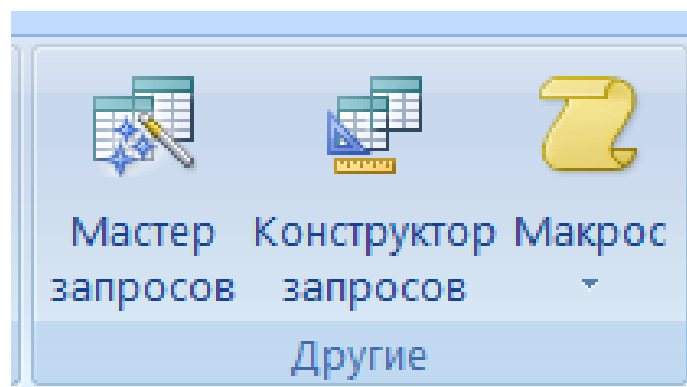 Мастер запросов
Конструктор запросов
Макрос
Другие